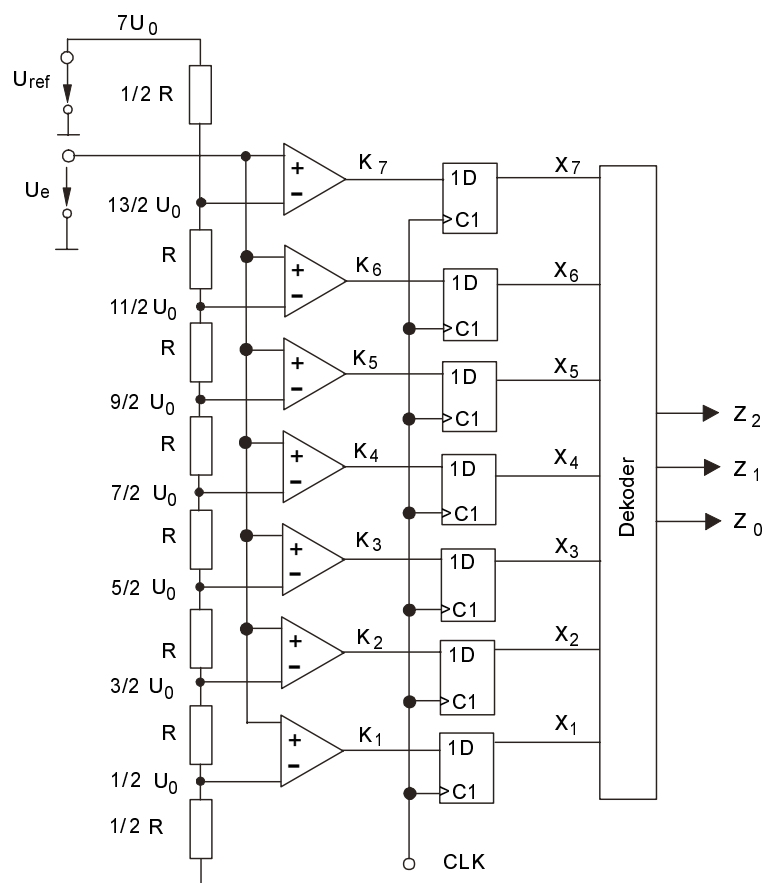 7U0
Uref
1/2 R
Ue
13/2 U0
+
−
K7
1D
C1
X7
R
11/2 U0
+
−
K6
1D
C1
X6
R
9/2 U0
+
−
K5
1D
C1
X5
R
7/2 U0
+
−
K4
1D
C1
X4
R
5/2 U0
+
−
K3
1D
C1
X3
R
3/2 U0
+
−
K2
1D
C1
X2
R
1/2 U0
+
−
K1
1D
C1
X1
1/2 R
CLK
Dekoder
Z2
Z1
Z0